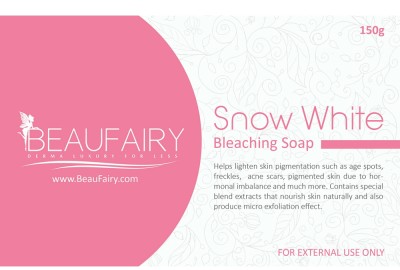 150g
BEAUFAIRY
DERMA LUXURY FOR LESS
www.BeauFairy.com
Snow White
Bleaching Soap
Helps lighten skin pigmentation such as age spots,
freckles, acne scars, pigmented skin due to hor-
monal imbalance and much more. Contains special
blend extracts that nourish skin naturally and also
produce micro exfoliation effect.
FOR EXTERNAL USE ONLY